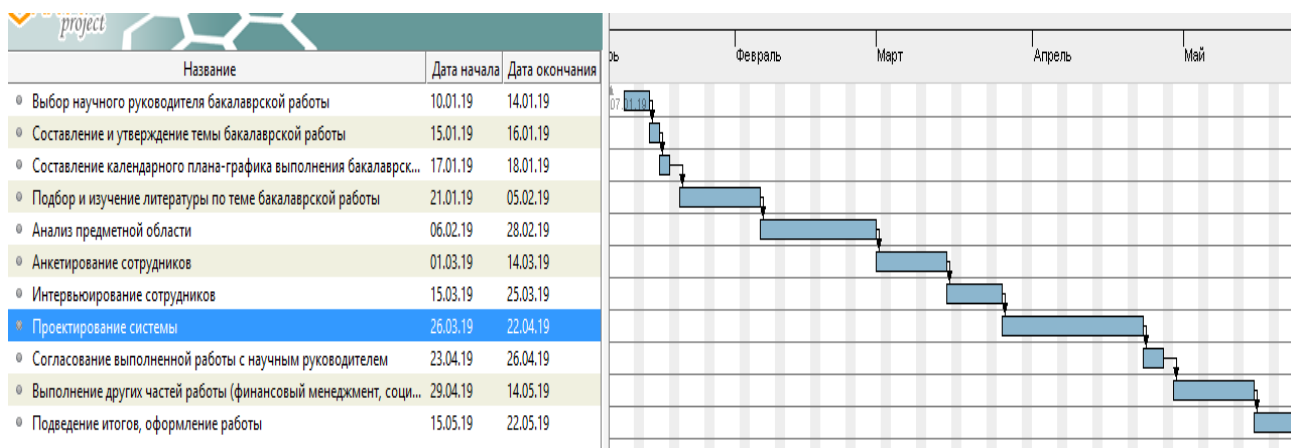 project
Название Дата начала Дата окончания
рь Февраль Март Апрель Май
07.01.19
Выбор научного руководителя бакалаврской работы 10.01.19 14.01.19
Составление и утверждение темы бакалаврской работы 15.01.19 16.01.19
Составление календарного плана-графика выполнения бакалаврск... 17.01.19 18.01.19
Подбор и изучение литературы по теме бакалаврской работы 21.01.19 05.02.19
Анализ предметной области 06.02.19 28.02.19
Анкетирование сотрудников 01.03.19 14.03.19
Интервьюирование сотрудников 15.03.19 25.03.19
Проектирование системы 26.03.19 22.04.19
Согласование выполненной работы с научным руководителем 23.04.19 26.04.19
Выполнение других частей работы (финансовый менеджмент, соци... 29.04.19 14.05.19
Подведение итогов, оформление работы 15.05.19 22.05.19